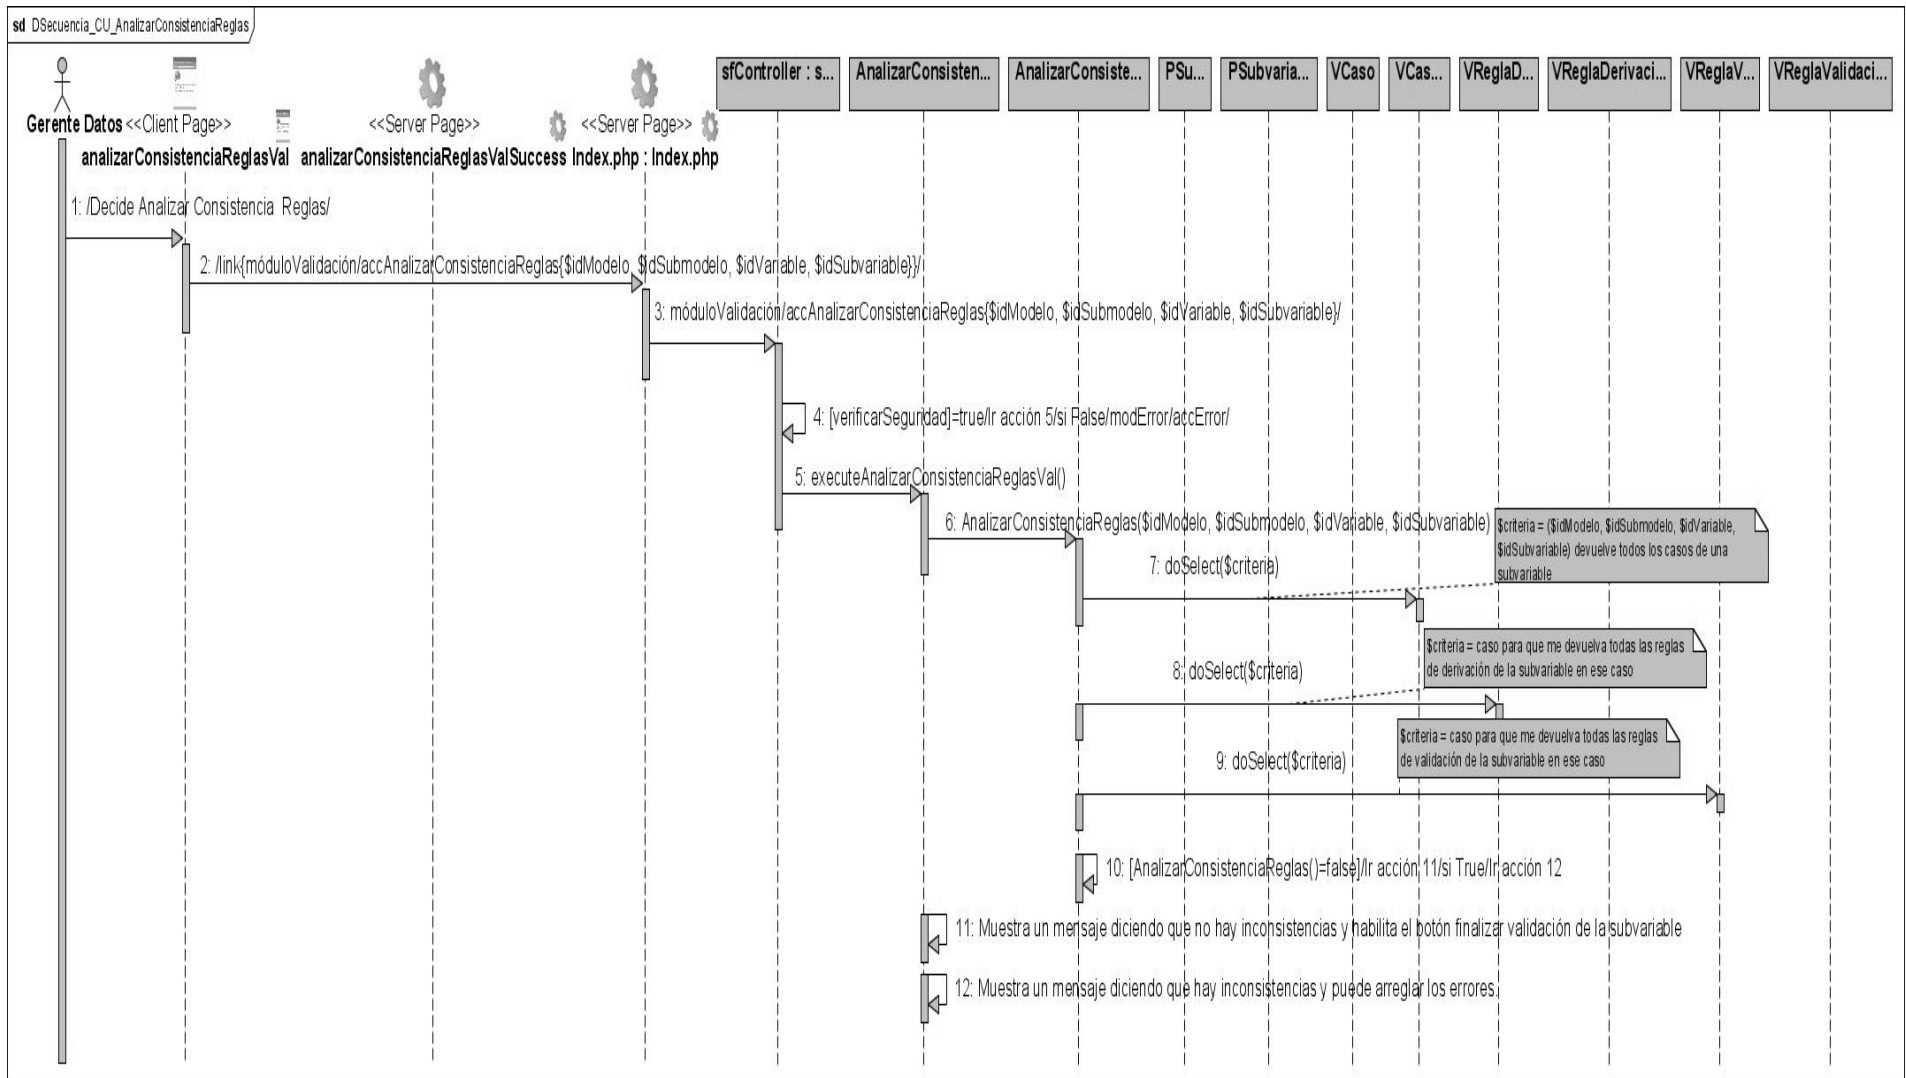 sd DSecuencia_CU_AnalizarConsistenciaReglas
sfController : s...
AnalizarConsisten...
AnalizarConsiste...
PSu...
PSubvaria...
VCaso
VCas...
VReglaD...
VReglaDerivaci...
VReglaV...
VReglaValidaci...
Gerente Datos
<<Client Page>>
analizarConsistenciaReglasVal
<<Server Page>>
analizarConsistenciaReglasValSuccess
<<Server Page>>
Index.php : Index.php
1: /Decide Analizar Consistencia Reglas/
2: /link{móduloValidación/accAnalizarConsistenciaReglas{$idModelo, $idSubmodelo, $idVariable, $idSubvariable}}/
3: móduloValidación/accAnalizarConsistenciaReglas{$idModelo, $idSubmodelo, $idVariable, $idSubvariable}/
4: [verificarSeguridad]=true/Ir acción 5/si False/modError/accError/
5: executeAnalizarConsistenciaReglasVal()
6: AnalizarConsistenciaReglas($idModelo, $idSubmodelo, $idVariable, $idSubvariable)
$criteria = ($idModelo, $idSubmodelo, $idVariable,
$idSubvariable) devuelve todos los casos de una
subvariable
7: doSelect($criteria)
$criteria = caso para que me devuelva todas las reglas
de derivación de la subvariable en ese caso
8: doSelect($criteria)
$criteria = caso para que me devuelva todas las reglas
de validación de la subvariable en ese caso
9: doSelect($criteria)
10: [AnalizarConsistenciaReglas()=false]/Ir acción 11/si True/Ir acción 12
11: Muestra un mensaje diciendo que no hay inconsistencias y habilita el botón finalizar validación de la subvariable
12: Muestra un mensaje diciendo que hay inconsistencias y puede arreglar los errores.